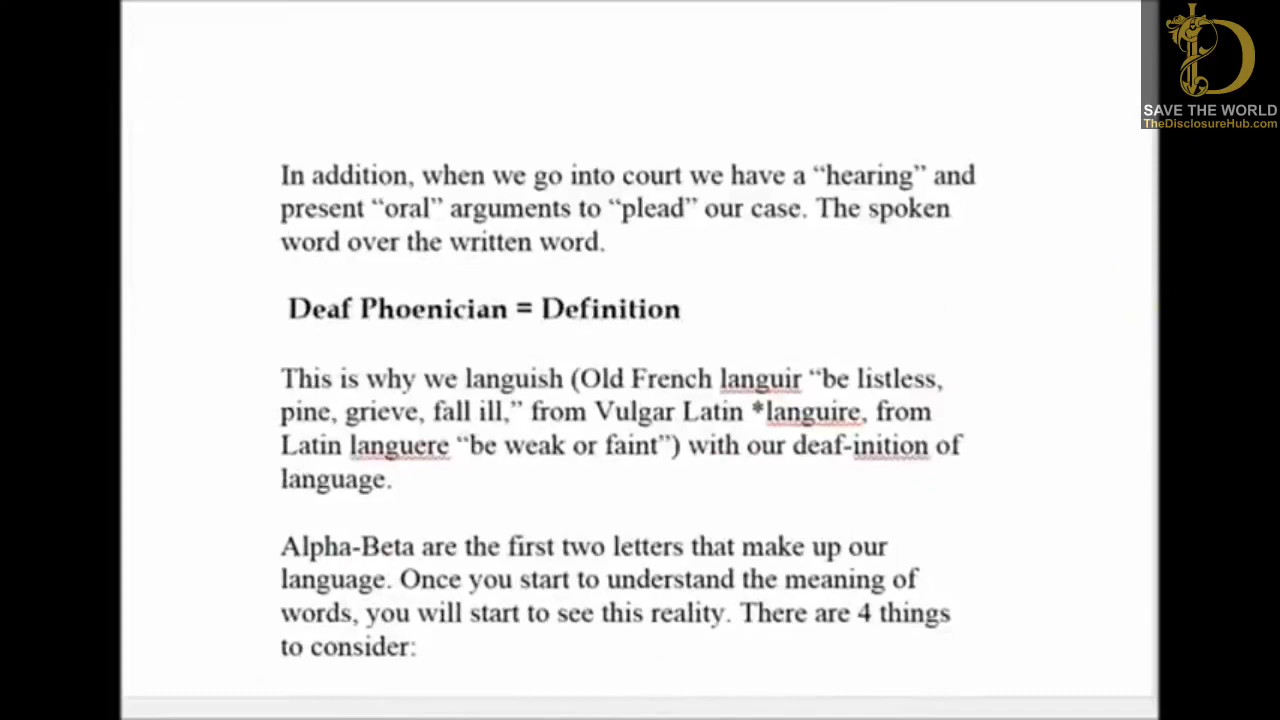 SAVE THE WORLD
TheDisclosureHub.com
In addition, when we go into court we have a “hearing” and
present “oral” arguments to “plead” our case. The spoken
word over the written word.
Deaf Phoenician = Definition
This is why we languish (Old French languir “be listless,
pine, grieve, fall ill,” from Vulgar Latin *languire, from
Latin languere “be weak or faint”) with our deaf-inition of
language.
Alpha-Beta are the first two letters that make up our
language. Once you start to understand the meaning of
words, you will start to see this reality. There are 4 things
to consider: